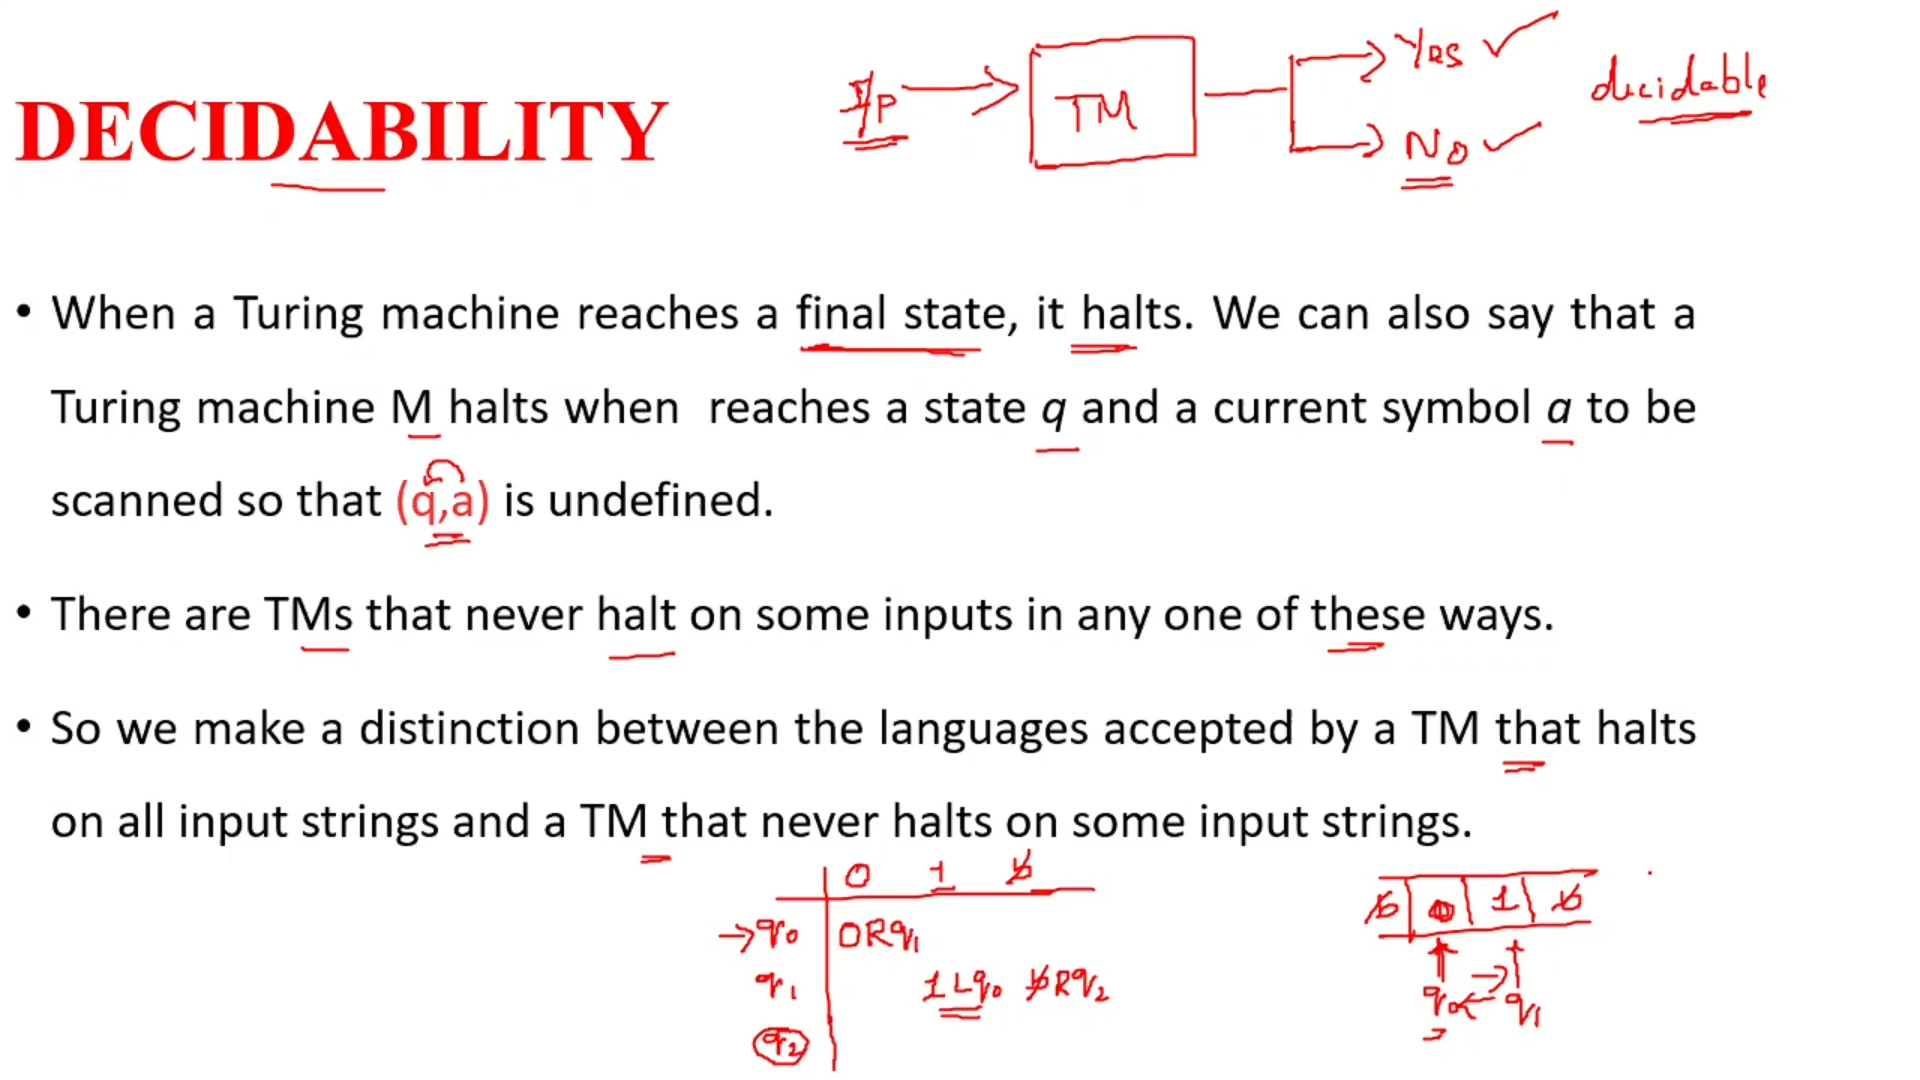 I/P → TM → Yes ✓
decidable
→ No ✓
DECIDABILITY
• When a Turing machine reaches a final state, it halts. We can also say that a
Turing machine M halts when reaches a state q and a current symbol a to be
scanned so that (q,a) is undefined.
• There are TMs that never halt on some inputs in any one of these ways.
• So we make a distinction between the languages accepted by a TM that halts
on all input strings and a TM that never halts on some input strings.
0 1 b̸
→q₀ 0Rq₁
q₁ 1Lq₀ b̸Rq₂
q₂
b̸ 0 1 b̸
q₀ q₁